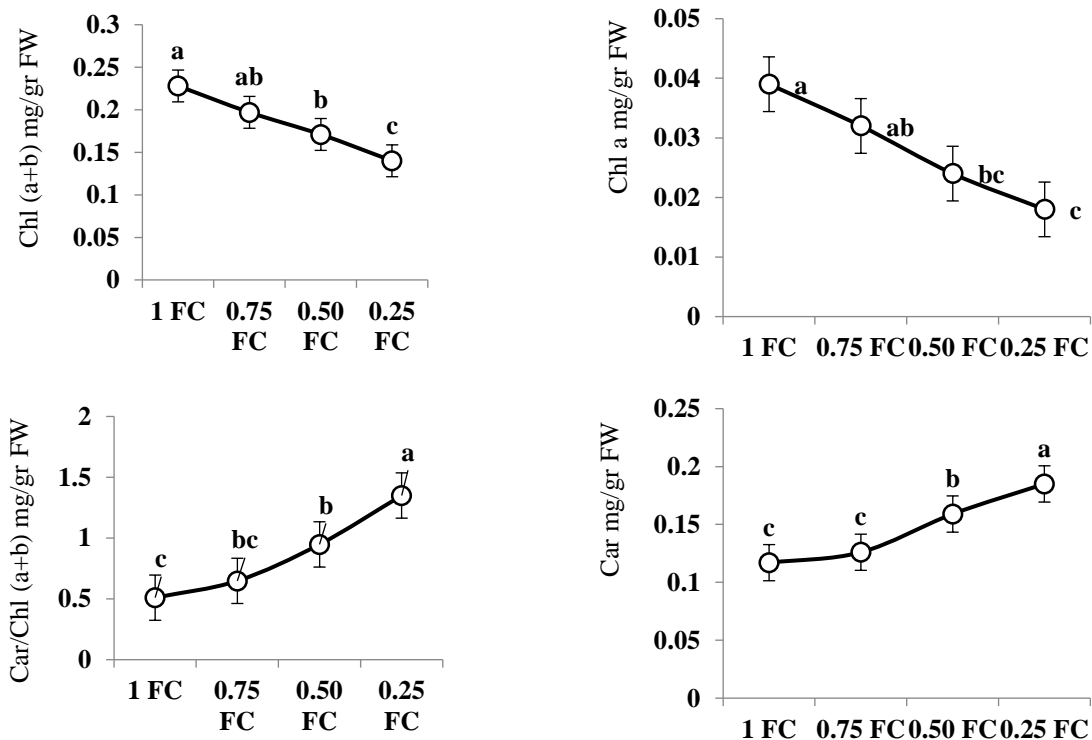 Chl (a+b) mg/gr FW
0.3
0.25
0.2
0.15
0.1
0.05
0
a
ab
b
c
1 FC
0.75 FC
0.50 FC
0.25 FC
Chl a mg/gr FW
0.05
0.04
0.03
0.02
0.01
0
a
ab
bc
c
1 FC 0.75 FC 0.50 FC 0.25 FC
Car/Chl (a+b) mg/gr FW
2
1.5
1
0.5
0
c
bc
b
a
1 FC
0.75 FC
0.50 FC
0.25 FC
Car mg/gr FW
0.25
0.2
0.15
0.1
0.05
0
c
c
b
a
1 FC 0.75 FC 0.50 FC 0.25 FC